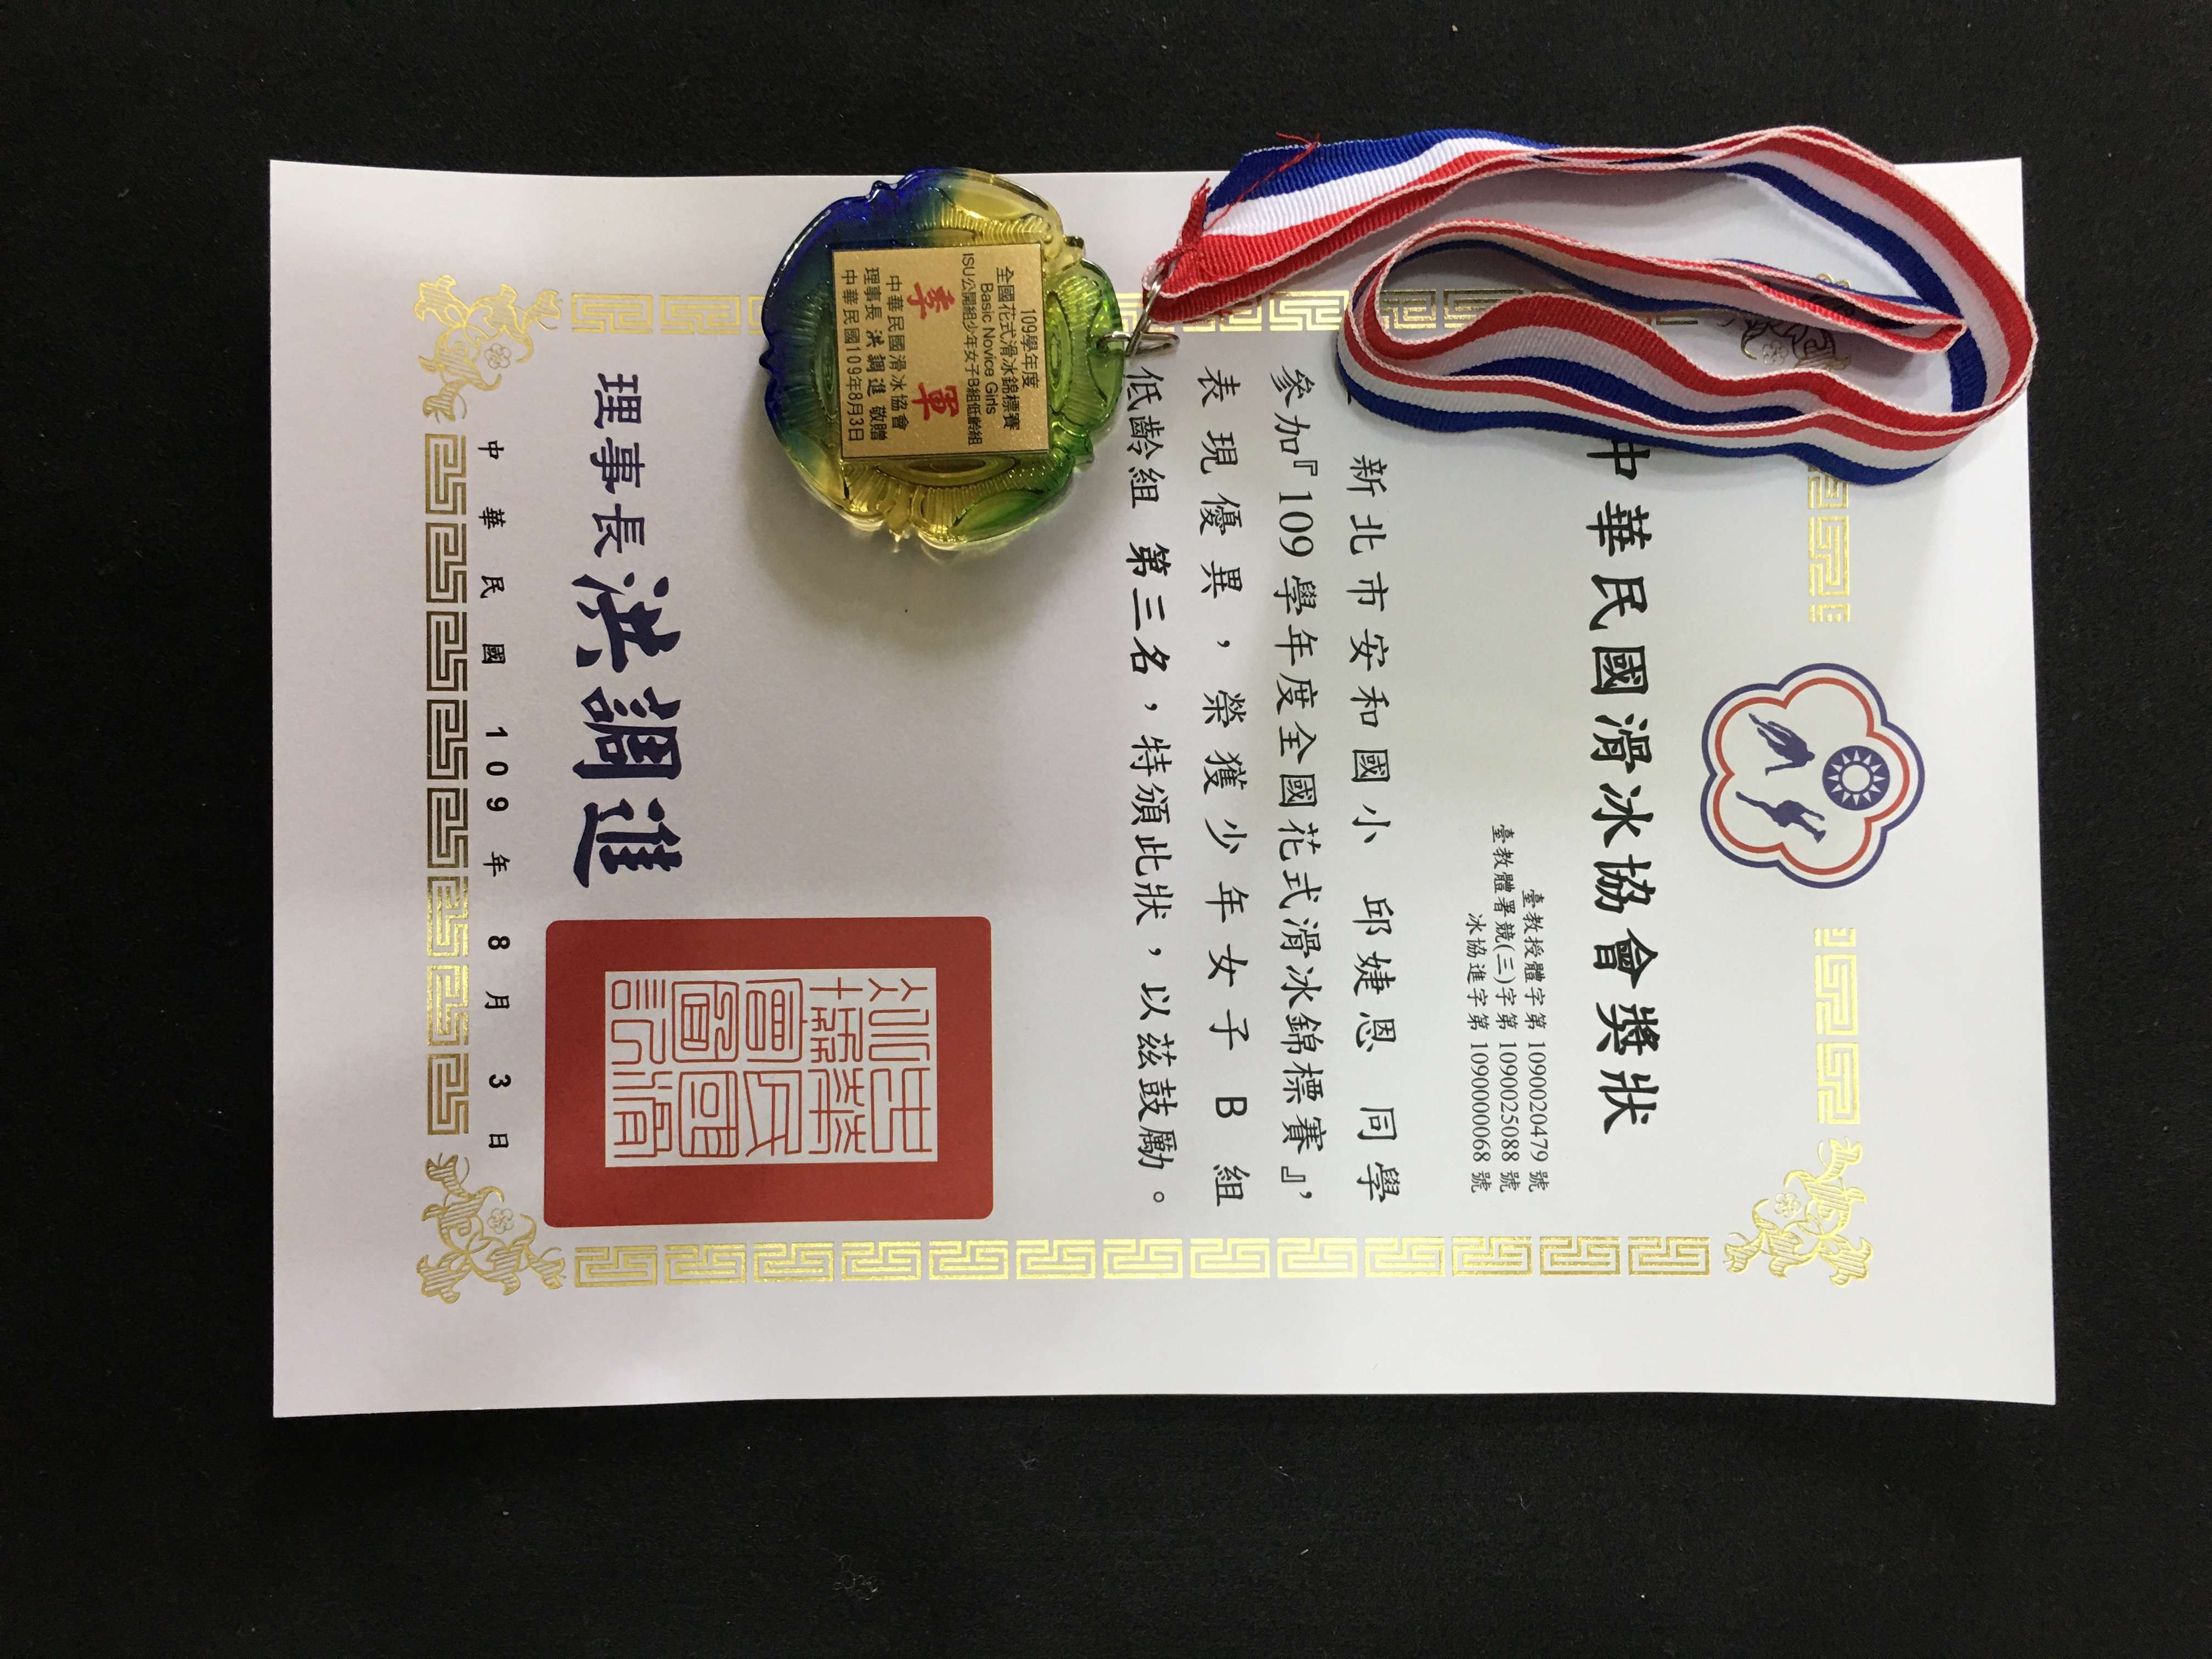 中華民國滑冰協會獎狀
臺教授體字第 1090020479 號
臺教體署競(三)字第 1090025088 號
冰協進字第 1090000068 號
新北市安和國小 邱婕恩 同學
參加『109 學年度全國花式滑冰錦標賽』,
表現優異,榮獲少年女子 B 組
低齡組 第三名,特頒此狀,以茲鼓勵。
109學年度
全國花式滑冰錦標賽
Basic Novice Girls
ISU公開組少年女子B組低齡組
季 軍
中華民國滑冰協會
理事長 洪調進 敬贈
中華民國109年8月3日
理事長 洪調進
中華民國 109 年 8 月 3 日